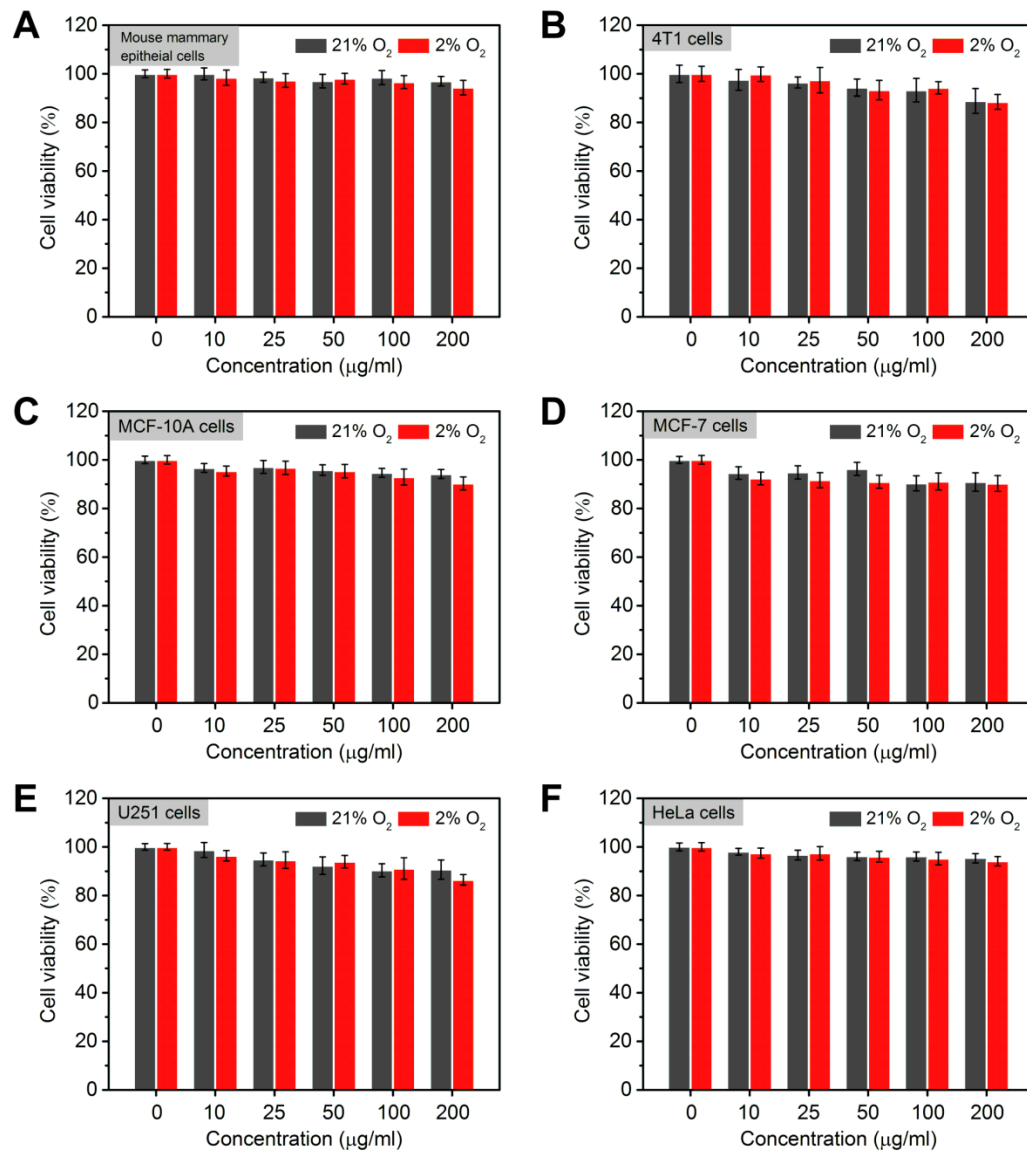 A
Mouse mammary
epitheial cells
21% O₂ 2% O₂
120
100
80
60
40
20
0
Cell viability (%)
0 10 25 50 100 200
Concentration (μg/ml)
B
4T1 cells
21% O₂ 2% O₂
120
100
80
60
40
20
0
Cell viability (%)
0 10 25 50 100 200
Concentration (μg/ml)
C
MCF-10A cells
21% O₂ 2% O₂
120
100
80
60
40
20
0
Cell viability (%)
0 10 25 50 100 200
Concentration (μg/ml)
D
MCF-7 cells
21% O₂ 2% O₂
120
100
80
60
40
20
0
Cell viability (%)
0 10 25 50 100 200
Concentration (μg/ml)
E
U251 cells
21% O₂ 2% O₂
120
100
80
60
40
20
0
Cell viability (%)
0 10 25 50 100 200
Concentration (μg/ml)
F
HeLa cells
21% O₂ 2% O₂
120
100
80
60
40
20
0
Cell viability (%)
0 10 25 50 100 200
Concentration (μg/ml)